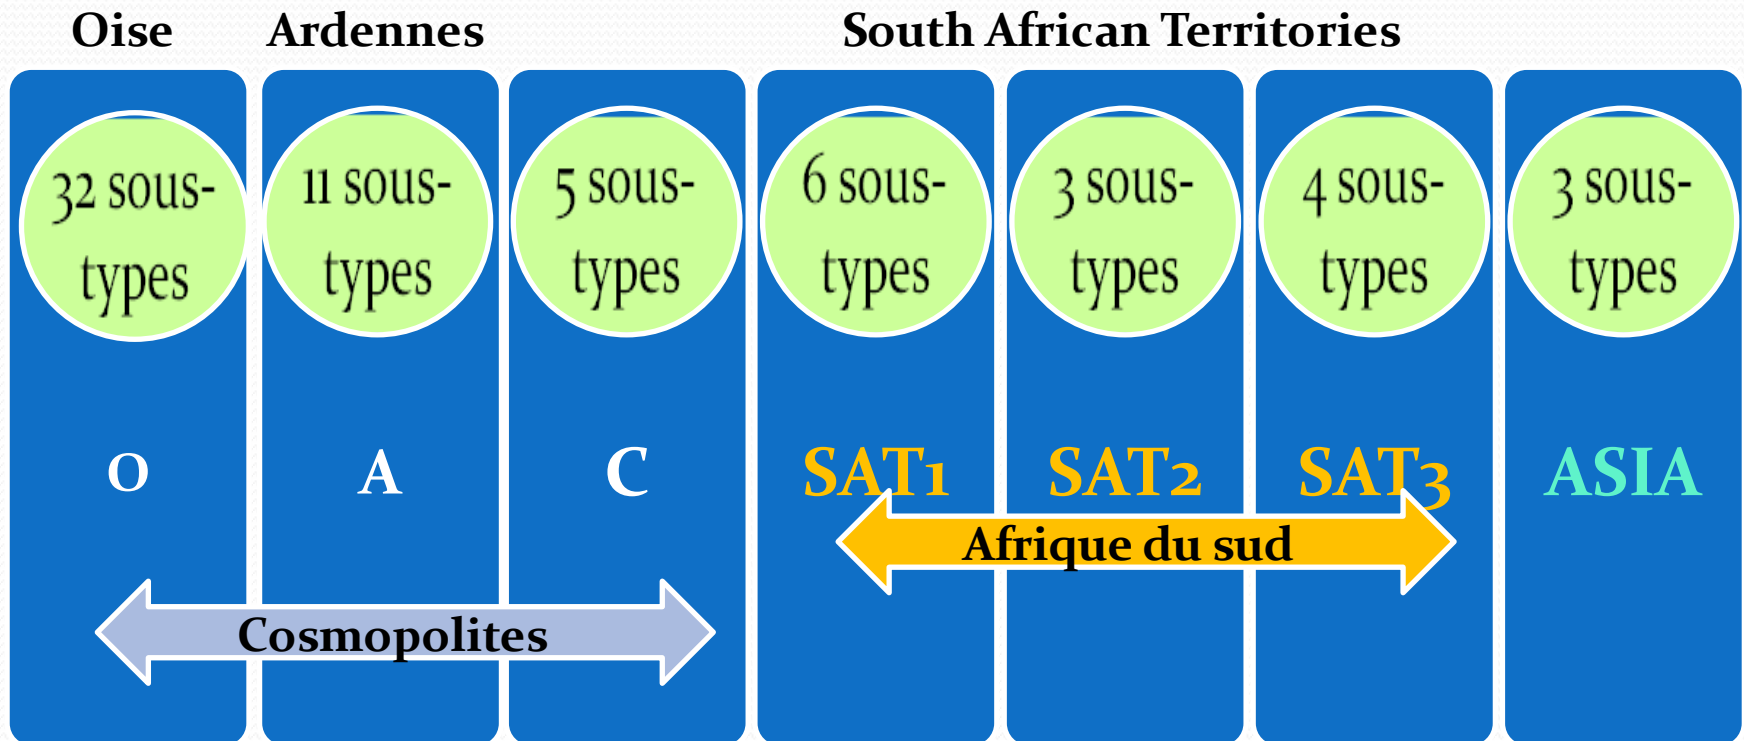 Oise Ardennes South African Territories
32 sous-
types
11 sous-
types
5 sous-
types
6 sous-
types
3 sous-
types
4 sous-
types
3 sous-
types
O A C SAT1 SAT2 SAT3 ASIA
Afrique du sud
Cosmopolites